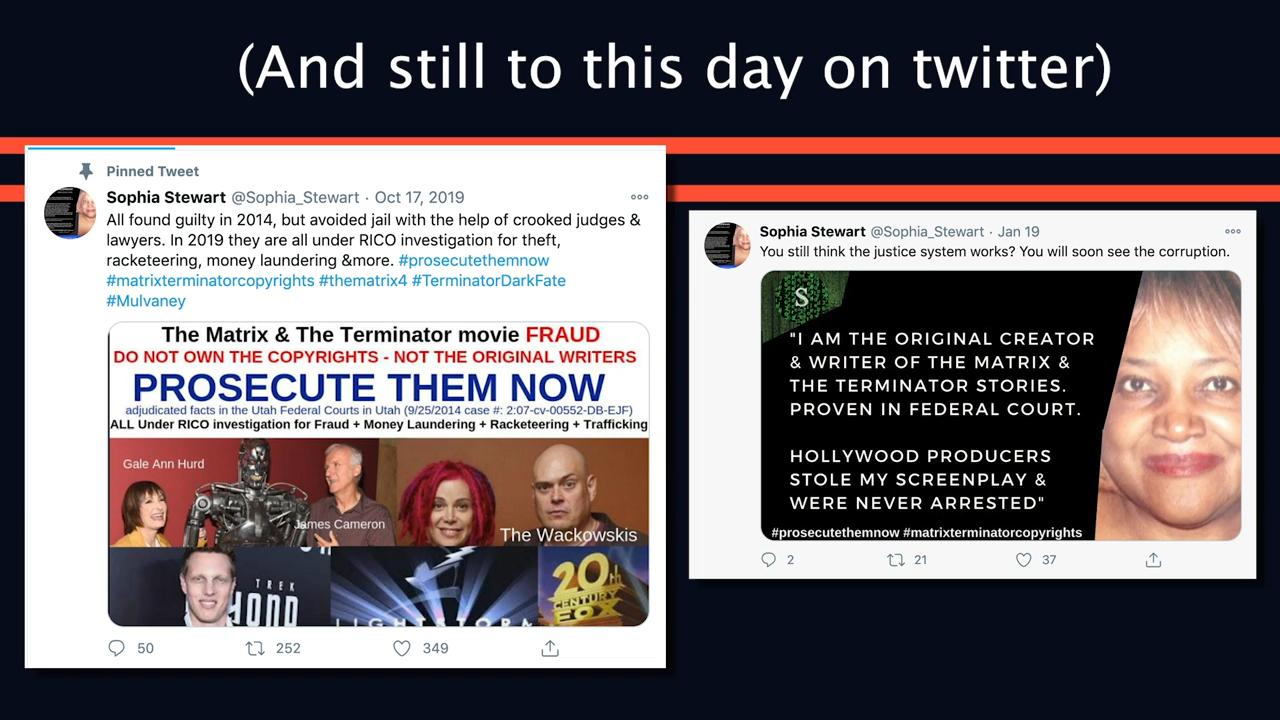 (And still to this day on twitter)
Pinned Tweet
Sophia Stewart @Sophia_Stewart · Oct 17, 2019
All found guilty in 2014, but avoided jail with the help of crooked judges &
lawyers. In 2019 they are all under RICO investigation for theft,
racketeering, money laundering &more. #prosecutethemnow
#matrixterminatorcopyrights #thematrix4 #TerminatorDarkFate
#Mulvaney
The Matrix & The Terminator movie FRAUD
DO NOT OWN THE COPYRIGHTS - NOT THE ORIGINAL WRITERS
PROSECUTE THEM NOW
adjudicated facts in the Utah Federal Courts in Utah (9/25/2014 case #: 2:07-cv-00552-DB-EJF)
ALL Under RICO investigation for Fraud + Money Laundering + Racketeering + Trafficking
Gale Ann Hurd
James Cameron
The Wackowskis
TREK
YOND
LIGHTSTORM
20th
CENTURY
FOX
50
252
349
Sophia Stewart @Sophia_Stewart · Jan 19
You still think the justice system works? You will soon see the corruption.
S
"I AM THE ORIGINAL CREATOR
& WRITER OF THE MATRIX &
THE TERMINATOR STORIES.
PROVEN IN FEDERAL COURT.
HOLLYWOOD PRODUCERS
STOLE MY SCREENPLAY &
WERE NEVER ARRESTED"
#prosecutethemnow #matrixterminatorcopyrights
2
21
37